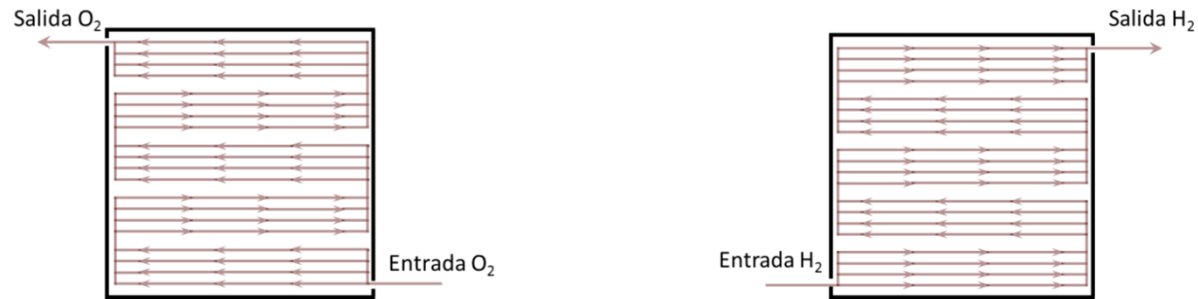 Salida O₂
Entrada O₂
Salida H₂
Entrada H₂